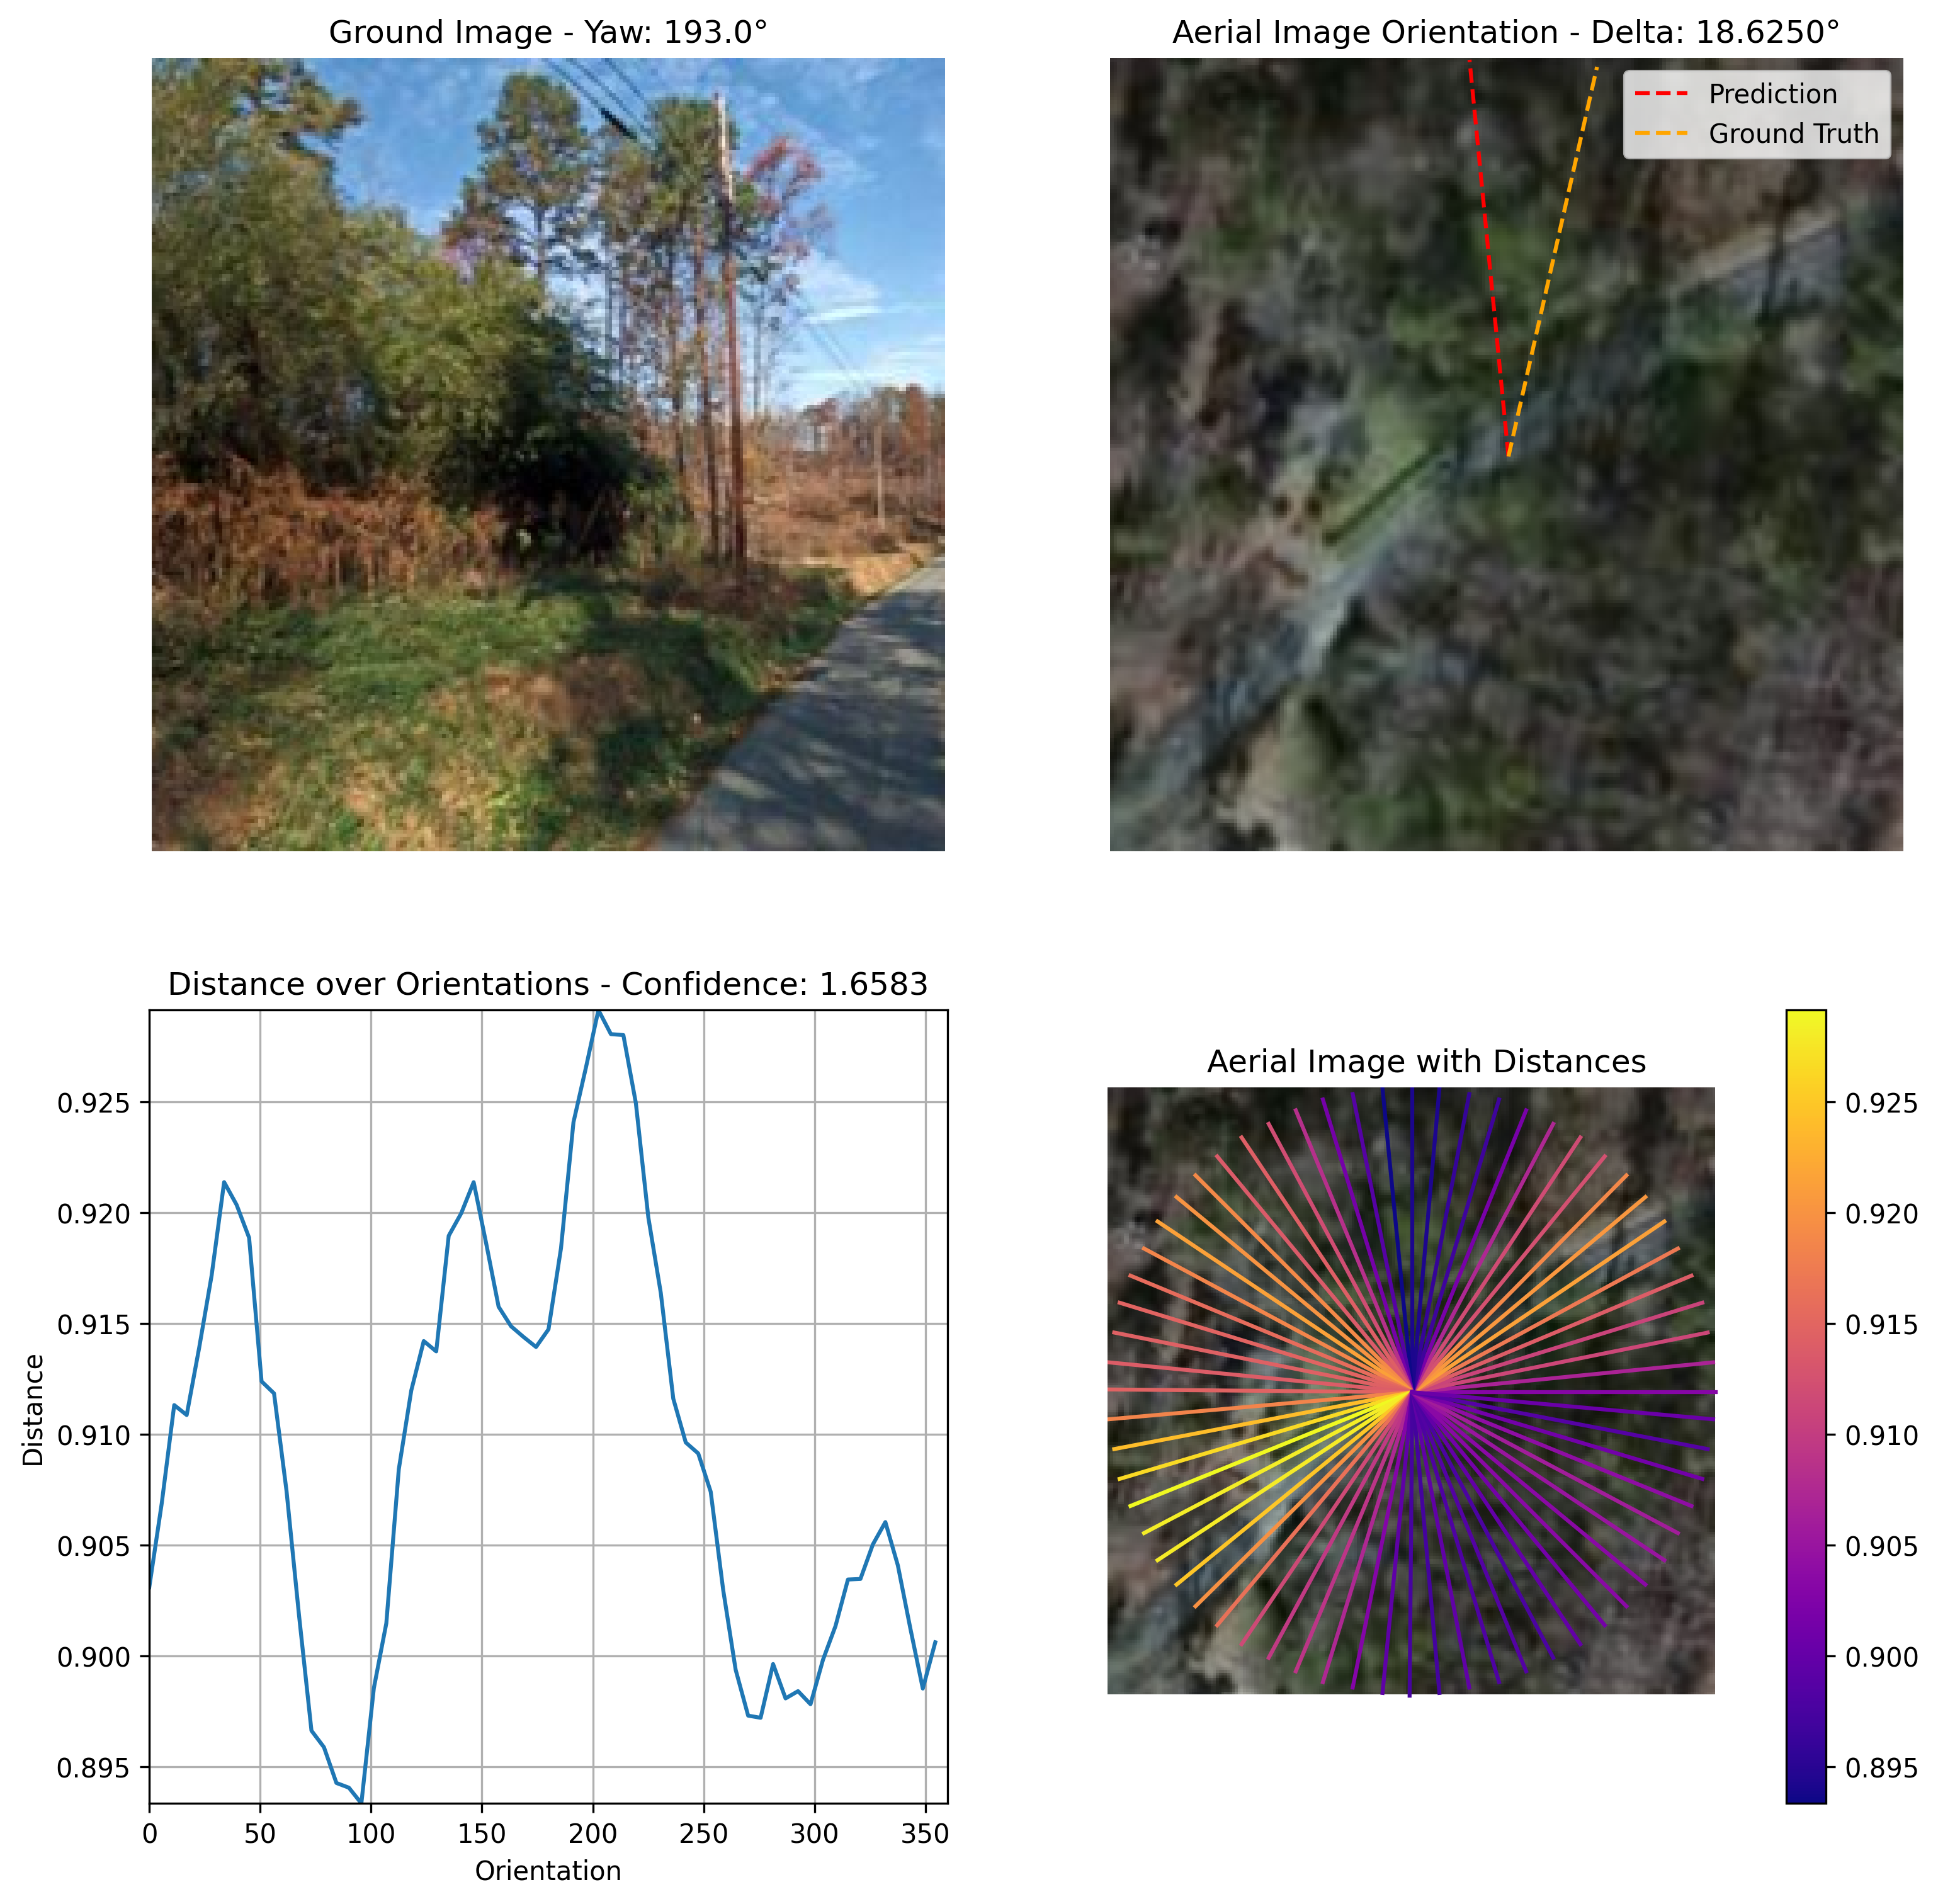 Ground Image - Yaw: 193.0°
Aerial Image Orientation - Delta: 18.6250°
Prediction
Ground Truth
Distance over Orientations - Confidence: 1.6583
0.925
0.920
0.915
0.910
0.905
0.900
0.895
Distance
0 50 100 150 200 250 300 350
Orientation
Aerial Image with Distances
0.925
0.920
0.915
0.910
0.905
0.900
0.895